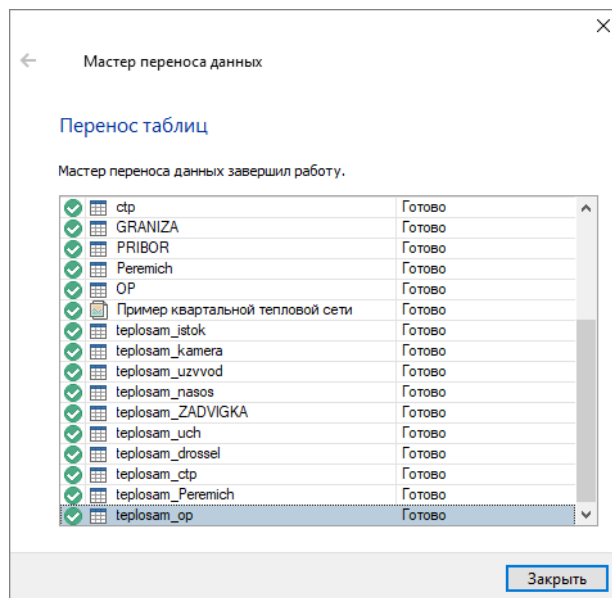 Мастер переноса данных
Перенос таблиц
Мастер переноса данных завершил работу.
ctp Готово
GRANIZA Готово
PRIBOR Готово
Peremich Готово
OP Готово
Пример квартальной тепловой сети Готово
teplosam_istok Готово
teplosam_kamera Готово
teplosam_uzvvod Готово
teplosam_nasos Готово
teplosam_ZADVIGKA Готово
teplosam_uch Готово
teplosam_drossel Готово
teplosam_ctp Готово
teplosam_Peremich Готово
teplosam_op Готово
Закрыть